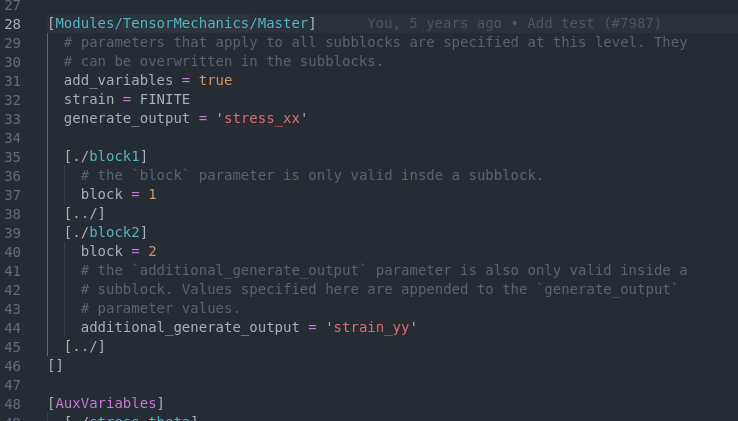 27
28 [Modules/TensorMechanics/Master] You, 5 years ago • Add test (#7987)
29 # parameters that apply to all subblocks are specified at this level. They
30 # can be overwritten in the subblocks.
31 add_variables = true
32 strain = FINITE
33 generate_output = 'stress_xx'
34
35 [./block1]
36 # the `block` parameter is only valid insde a subblock.
37 block = 1
38 [../]
39 [./block2]
40 block = 2
41 # the `additional_generate_output` parameter is also only valid inside a
42 # subblock. Values specified here are appended to the `generate_output`
43 # parameter values.
44 additional_generate_output = 'strain_yy'
45 [../]
46 []
47
48 [AuxVariables]
49 [./stress_theta]